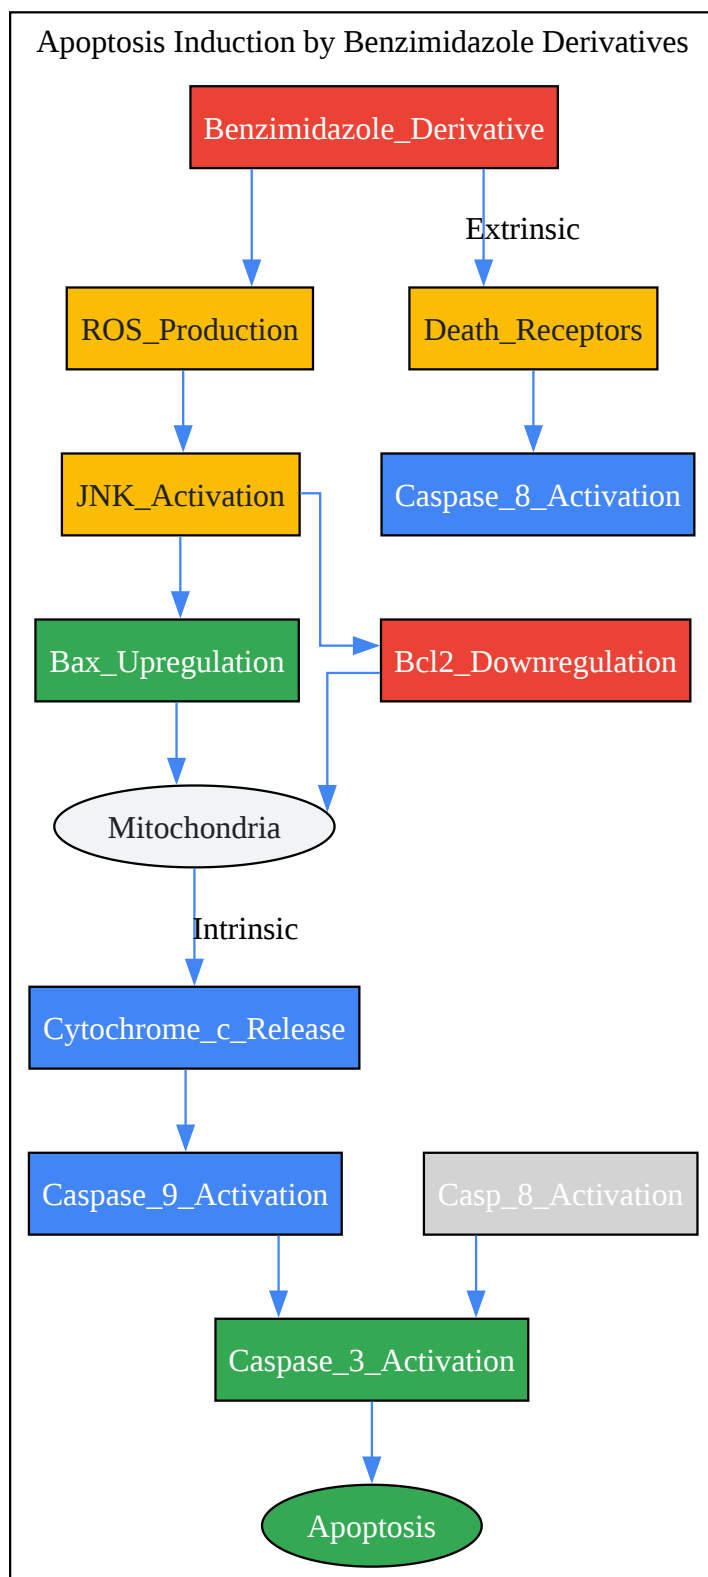 Apoptosis Induction by Benzimidazole Derivatives
Benzimidazole_Derivative
Extrinsic
ROS_Production
Death_Receptors
JNK_Activation
Caspase_8_Activation
Bax_Upregulation
Bcl2_Downregulation
Mitochondria
Intrinsic
Cytochrome_c_Release
Caspase_9_Activation
Casp_8_Activation
Caspase_3_Activation
Apoptosis